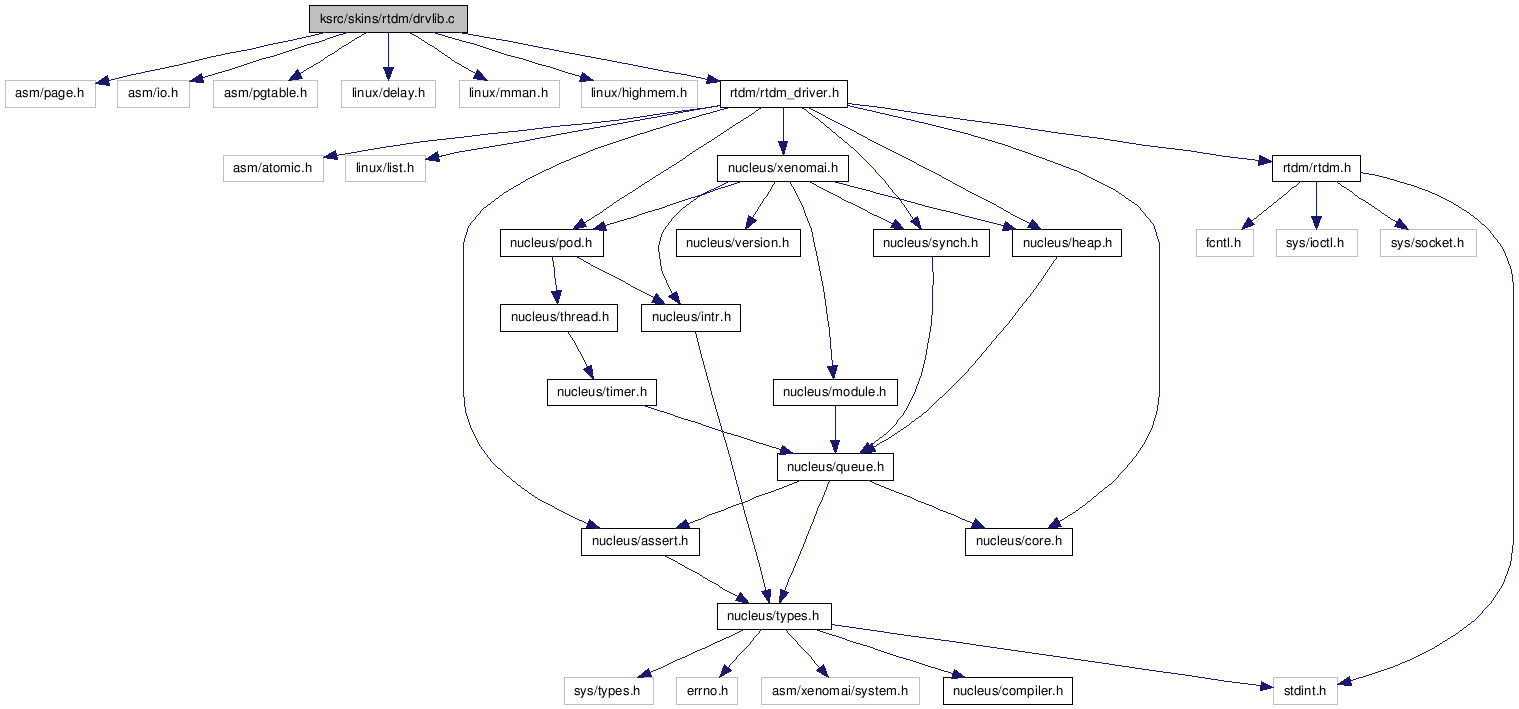 ksrc/skins/rtdm/drvlib.c
asm/page.h
asm/io.h
asm/pgtable.h
linux/delay.h
linux/mman.h
linux/highmem.h
rtdm/rtdm_driver.h
asm/atomic.h
linux/list.h
nucleus/xenomai.h
rtdm/rtdm.h
nucleus/pod.h
nucleus/version.h
nucleus/synch.h
nucleus/heap.h
fcntl.h
sys/ioctl.h
sys/socket.h
nucleus/thread.h
nucleus/intr.h
nucleus/timer.h
nucleus/module.h
nucleus/queue.h
nucleus/assert.h
nucleus/core.h
nucleus/types.h
sys/types.h
errno.h
asm/xenomai/system.h
nucleus/compiler.h
stdint.h